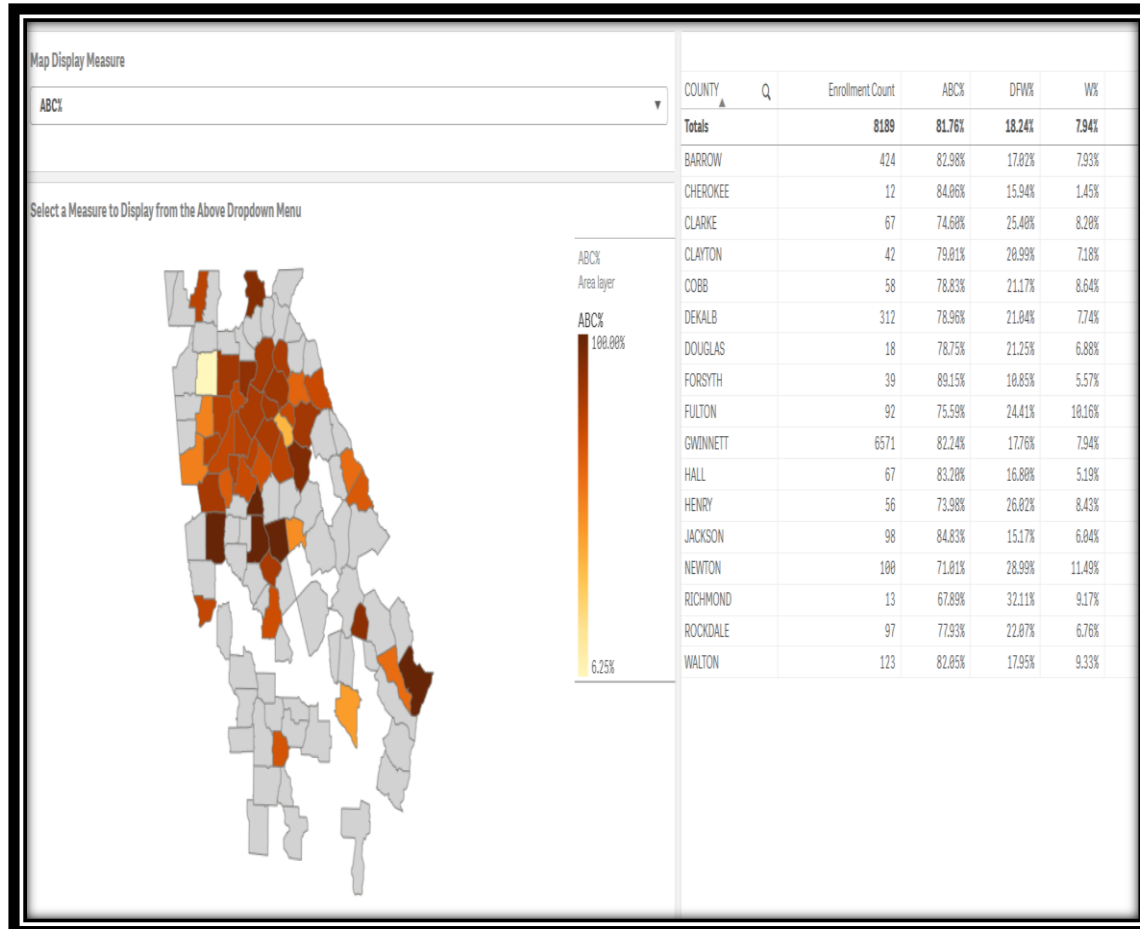 Map Display Measure
ABC%
Select a Measure to Display from the Above Dropdown Menu
ABC%
Area layer
ABC%
100.00%
6.25%
COUNTY Enrollment Count ABC% DFW% W%
Totals 8189 81.76% 18.24% 7.94%
BARROW 424 82.98% 17.02% 7.93%
CHEROKEE 12 84.06% 15.94% 1.45%
CLARKE 67 74.60% 25.40% 8.20%
CLAYTON 42 79.01% 20.99% 7.18%
COBB 58 78.83% 21.17% 8.64%
DEKALB 312 78.96% 21.04% 7.74%
DOUGLAS 18 78.75% 21.25% 6.88%
FORSYTH 39 89.15% 10.85% 5.57%
FULTON 92 75.59% 24.41% 10.16%
GWINNETT 6571 82.24% 17.76% 7.94%
HALL 67 83.20% 16.80% 5.19%
HENRY 56 73.98% 26.02% 8.43%
JACKSON 98 84.83% 15.17% 6.04%
NEWTON 100 71.01% 28.99% 11.49%
RICHMOND 13 67.89% 32.11% 9.17%
ROCKDALE 97 77.93% 22.07% 6.76%
WALTON 123 82.05% 17.95% 9.33%